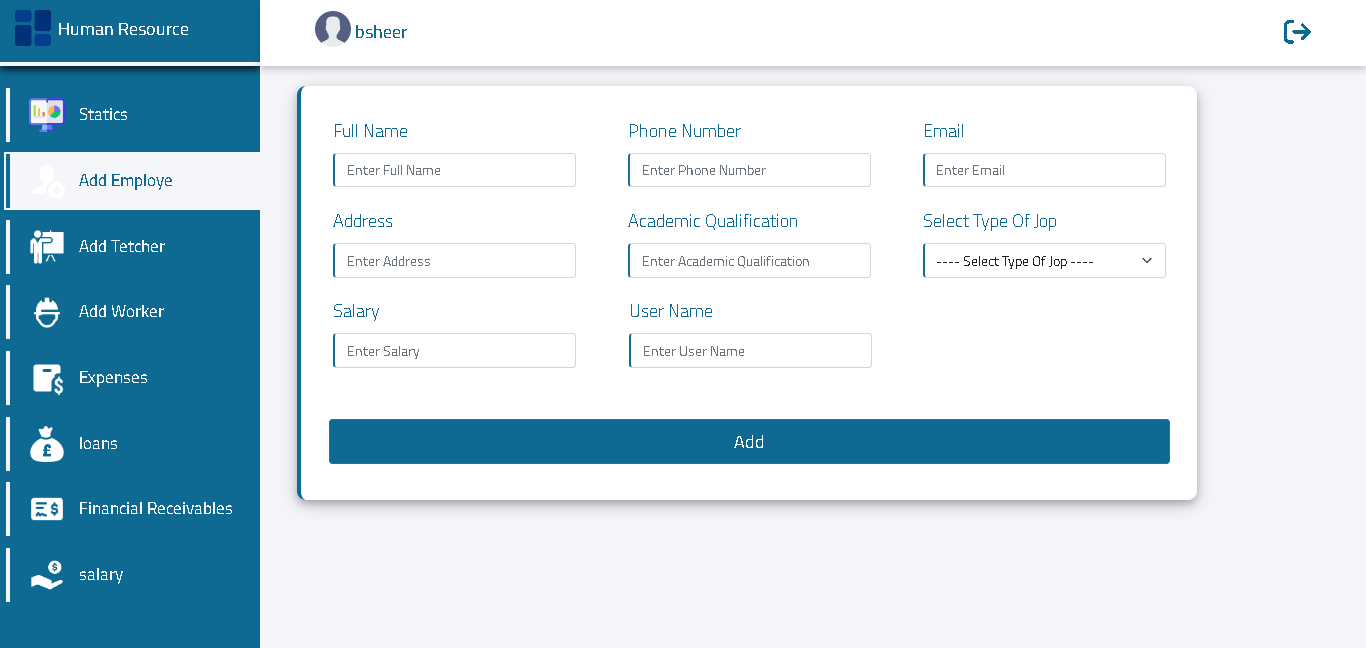 Human Resource
bsheer
Statics
Add Employe
Add Tetcher
Add Worker
Expenses
loans
Financial Receivables
salary
Full Name
Phone Number
Email
Enter Full Name
Enter Phone Number
Enter Email
Address
Academic Qualification
Select Type Of Jop
Enter Address
Enter Academic Qualification
---- Select Type Of Jop ----
Salary
User Name
Enter Salary
Enter User Name
Add